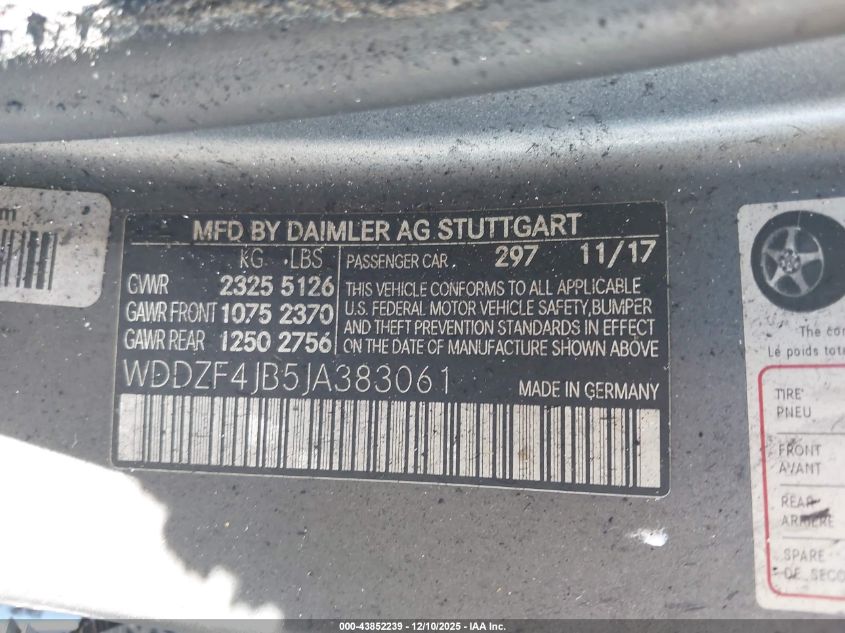 m
MFD BY DAIMLER AG STUTTGART
KG LBS
GVWR 2325 5126
GAWR FRONT 1075 2370
GAWR REAR 1250 2756
PASSENGER CAR 297 11/17
THIS VEHICLE CONFORMS TO ALL APPLICABLE
U.S. FEDERAL MOTOR VEHICLE SAFETY, BUMPER
AND THEFT PREVENTION STANDARDS IN EFFECT
ON THE DATE OF MANUFACTURE SHOWN ABOVE
WDDZF4JB5JA383061 MADE IN GERMANY
The co
Le poids tot
TIRE
PNEU
FRONT
AVANT
REAR
ARRIÈRE
SPARE
DE SECO
000-43852239 – 12/10/2025 – IAA Inc.